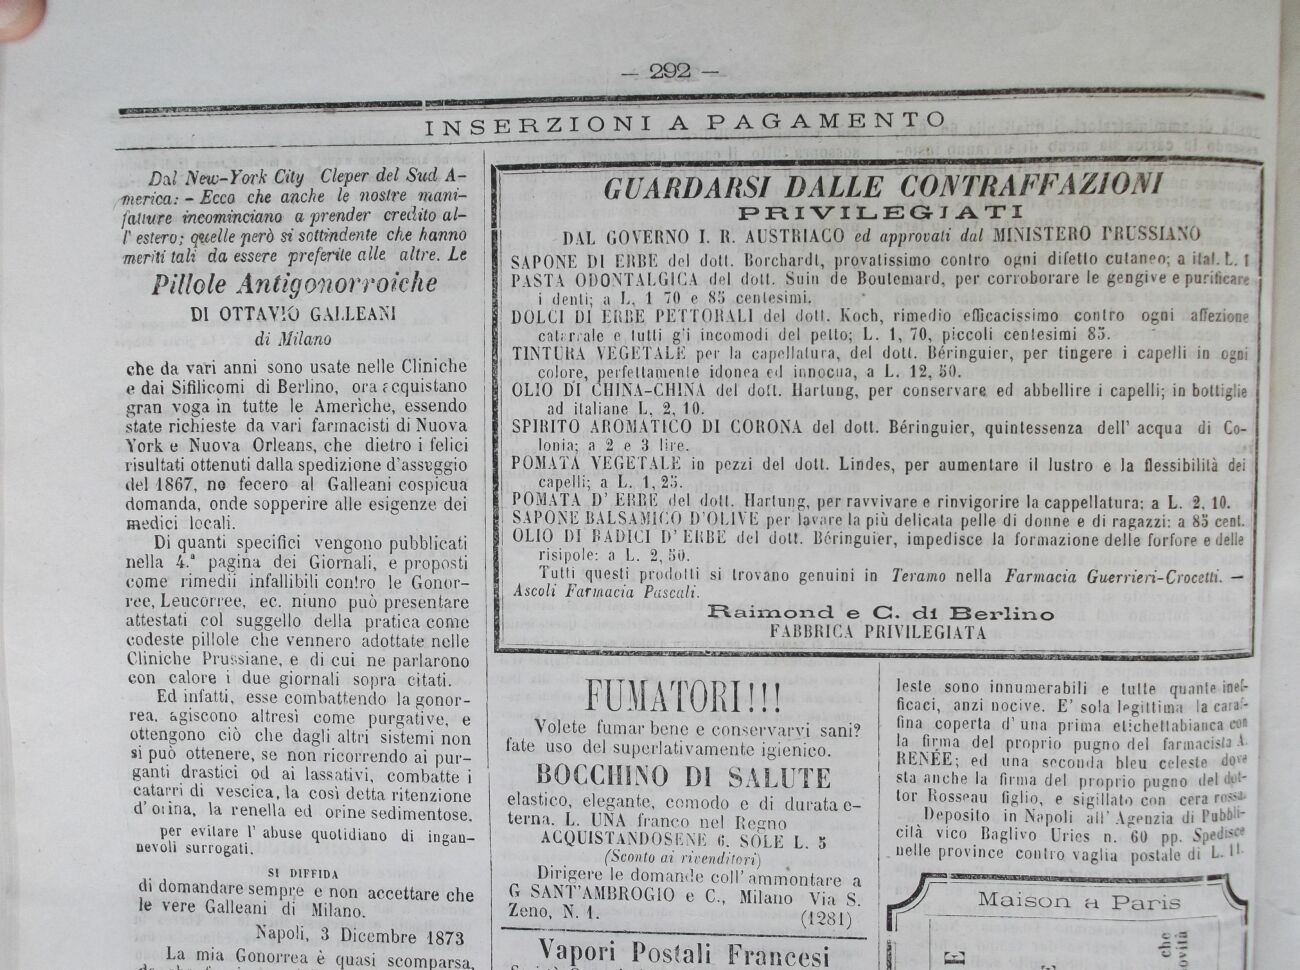 — 292 —
INSERZIONI A PAGAMENTO
Dal New-York City Cleper del Sud A-
merica: - Ecco che anche le nostre mani-
fatture incominciano a prender credito al-
l'estero; quelle però si sottindente che hanno
meriti tali da essere preferite alle altre. Le
Pillole Antigonorroiche
DI OTTAVIO GALLEANI
di Milano
che da vari anni sono usate nelle Cliniche
e dai Sifilicomi di Berlino, ora acquistano
gran voga in tutte le Americhe, essendo
state richieste da vari farmacisti di Nuova
York e Nuova Orleans, che dietro i felici
risultati ottenuti dalla spedizione d'asseggio
del 1867, no fecero al Galleani cospicua
domanda, onde sopperire alle esigenze dei
medici locali.
Di quanti specifici vengono pubblicati
nella 4.ª pagina dei Giornali, e proposti
come rimedii infallibili contro le Gonor-
ree, Leucorree, ec. niuno può presentare
attestati col suggello della pratica come
codeste pillole che vennero adottate nelle
Cliniche Prussiane, e di cui ne parlarono
con calore i due giornali sopra citati.
Ed infatti, esse combattendo la gonor-
rea, agiscono altresì come purgative, e
ottengono ciò che dagli altri sistemi non
si può ottenere, se non ricorrendo ai pur-
ganti drastici od ai lassativi, combatte i
catarri di vescica, la così detta ritenzione
d'orina, la renella ed orine sedimentose.
per evitare l'abuse quotidiano di ingan-
nevoli surrogati.
SI DIFFIDA
di domandare sempre e non accettare che
le vere Galleani di Milano.
Napoli, 3 Dicembre 1873
La mia Gonorrea è quasi scomparsa,
GUARDARSI DALLE CONTRAFFAZIONI
PRIVILEGIATI
DAL GOVERNO I. R. AUSTRIACO ed approvati dal MINISTERO PRUSSIANO
SAPONE DI ERBE del dott. Borchardt, provatissimo contro ogni difetto cutaneo; a ital. L. 1
PASTA ODONTALGICA del dott. Suin de Boutemard, per corroborare le gengive e purificare
i denti; a L. 1 70 e 85 centesimi.
DOLCI DI ERBE PETTORALI del dott. Koch, rimedio efficacissimo contro ogni affezione
catarrale e tutti g'i incomodi del petto; L. 1, 70, piccoli centesimi 85.
TINTURA VEGETALE per la capellatura, del dott. Béringuier, per tingere i capelli in ogni
colore, perfettamente idonea ed innocua, a L. 12, 50.
OLIO DI CHINA-CHINA del dott. Hartung, per conservare ed abbellire i capelli; in bottiglie
ad italiane L, 2, 10.
SPIRITO AROMATICO DI CORONA del dott. Béringuier, quintessenza dell'acqua di Co-
lonia; a 2 e 3 lire.
POMATA VEGETALE in pezzi del dott. Lindes, per aumentare il lustro e la flessibilità dei
capelli; a L. 1, 25.
POMATA D'ERBE del dott. Hartung, per ravvivare e rinvigorire la cappellatura; a L. 2, 10.
SAPONE BALSAMICO D'OLIVE per lavare la più delicata pelle di donne e di ragazzi: a 85 cent.
OLIO DI RADICI D'ERBE del dott. Béringuier, impedisce la formazione delle forfore e delle
risipole: a L. 2, 50.
Tutti questi prodotti si trovano genuini in Teramo nella Farmacia Guerrieri-Crocetti. —
Ascoli Farmacia Pascali.
Raimond e C. di Berlino
FABBRICA PRIVILEGIATA
FUMATORI!!!
Volete fumar bene e conservarvi sani?
fate uso del superlativamente igienico.
BOCCHINO DI SALUTE
elastico, elegante, comodo e di durata e-
terna. L. UNA franco nel Regno
ACQUISTANDOSENE 6. SOLE L. 5
(Sconto ai rivenditori)
Dirigere le domande coll'ammontare a
G SANT'AMBROGIO e C., Milano Via S.
Zeno, N. 1. (1281)
Vapori Postali Francesi
leste sono innumerabili e tutte quante inef-
ficaci, anzi nocive. E' sola legittima la caraf-
fina coperta d'una prima etichettabianca con
la firma del proprio pugno del farmacista A.
RENÉE; ed una seconda bleu celeste dove
sta anche la firma del proprio pugno del dot-
tor Rosseau figlio, e sigillato con cera rossa.
Deposito in Napoli all'Agenzia di Pubbli-
cità vico Baglivo Uries n. 60 pp. Spedisce
nelle province contro vaglia postale di L. 11.
Maison a Paris
che
ovità
E